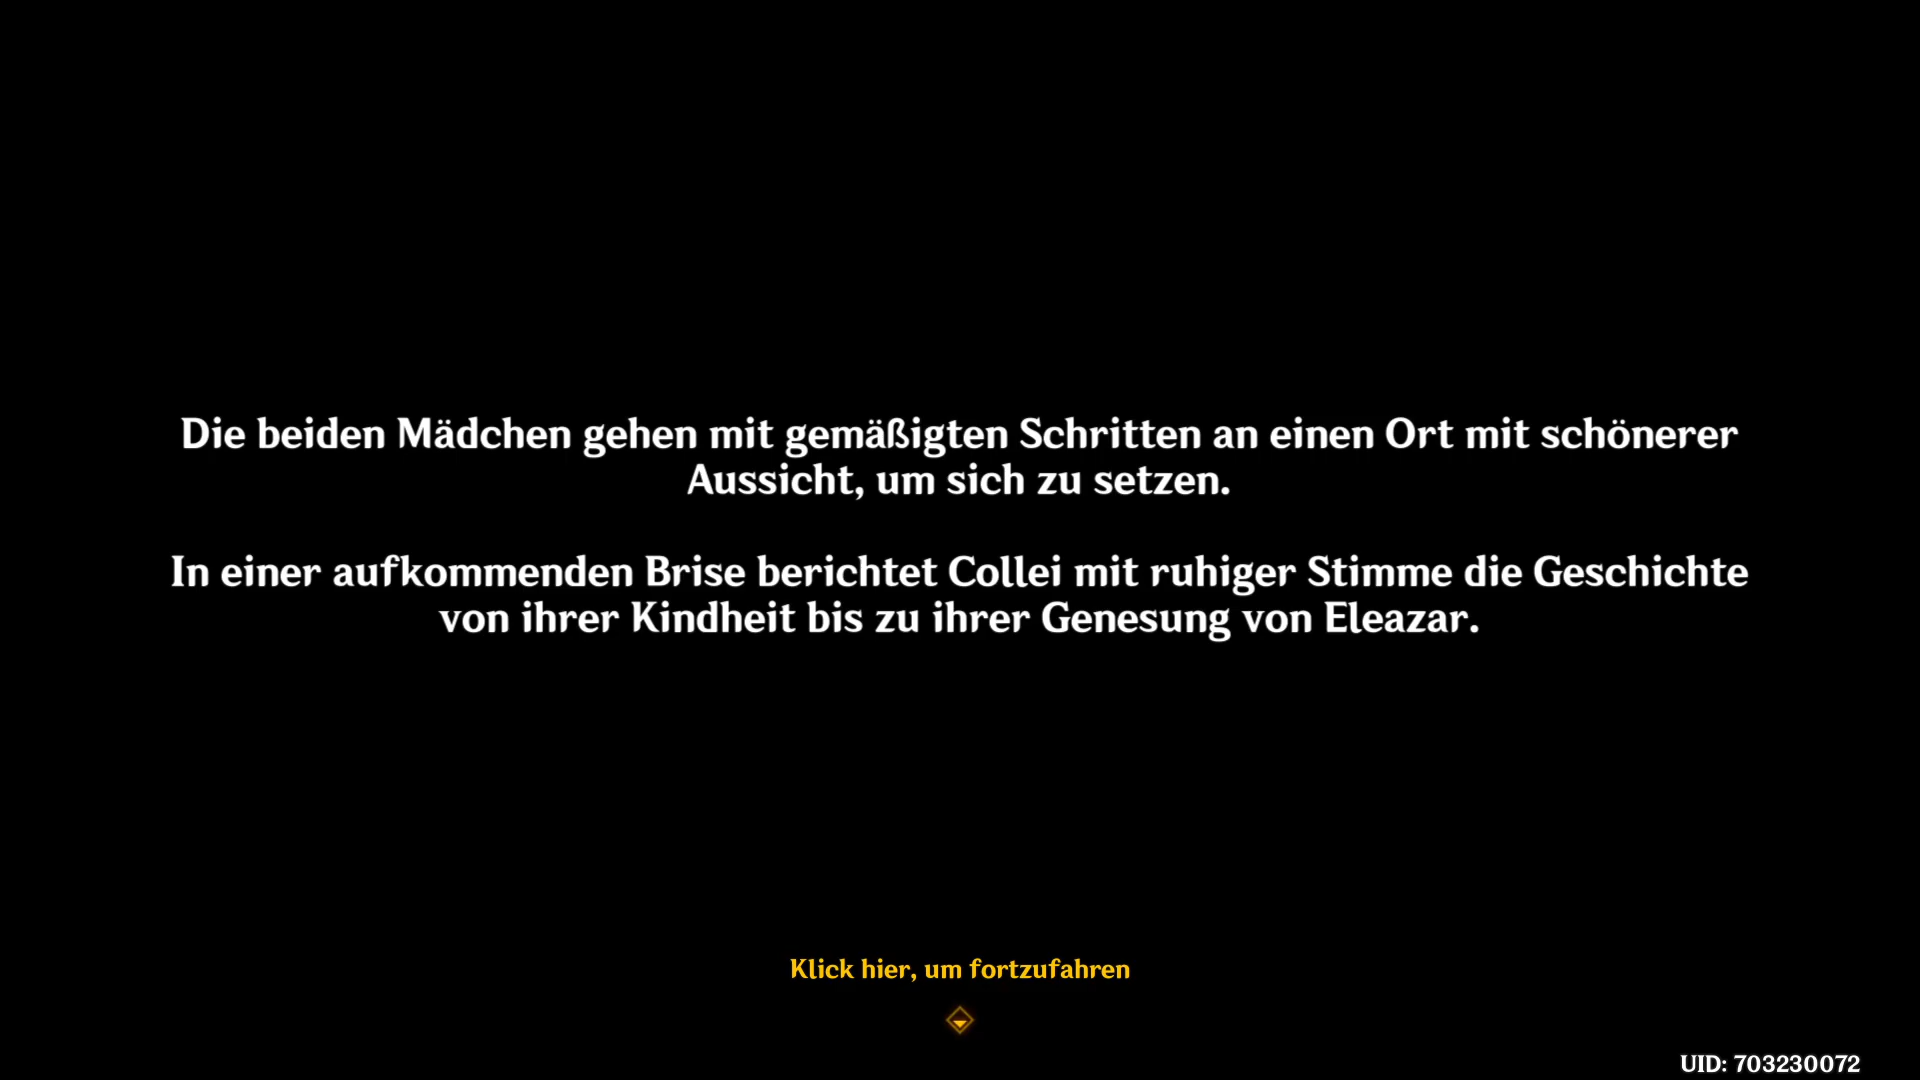 Die beiden Mädchen gehen mit gemäßigten Schritten an einen Ort mit schönerer
Aussicht, um sich zu setzen.
In einer aufkommenden Brise berichtet Collei mit ruhiger Stimme die Geschichte
von ihrer Kindheit bis zu ihrer Genesung von Eleazar.
Klick hier, um fortzufahren
UID: 703230072